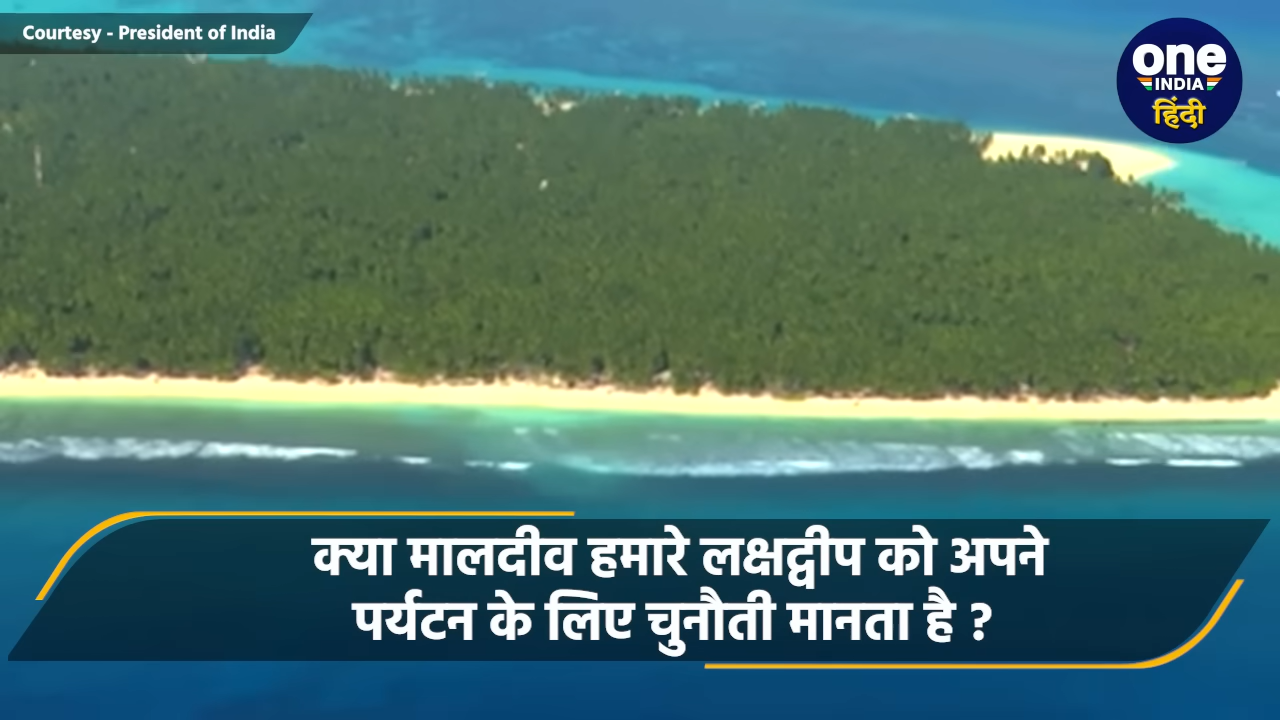 Courtesy - President of India
one
INDIA
हिंदी
क्या मालदीव हमारे लक्षद्वीप को अपने
पर्यटन के लिए चुनौती मानता है ?